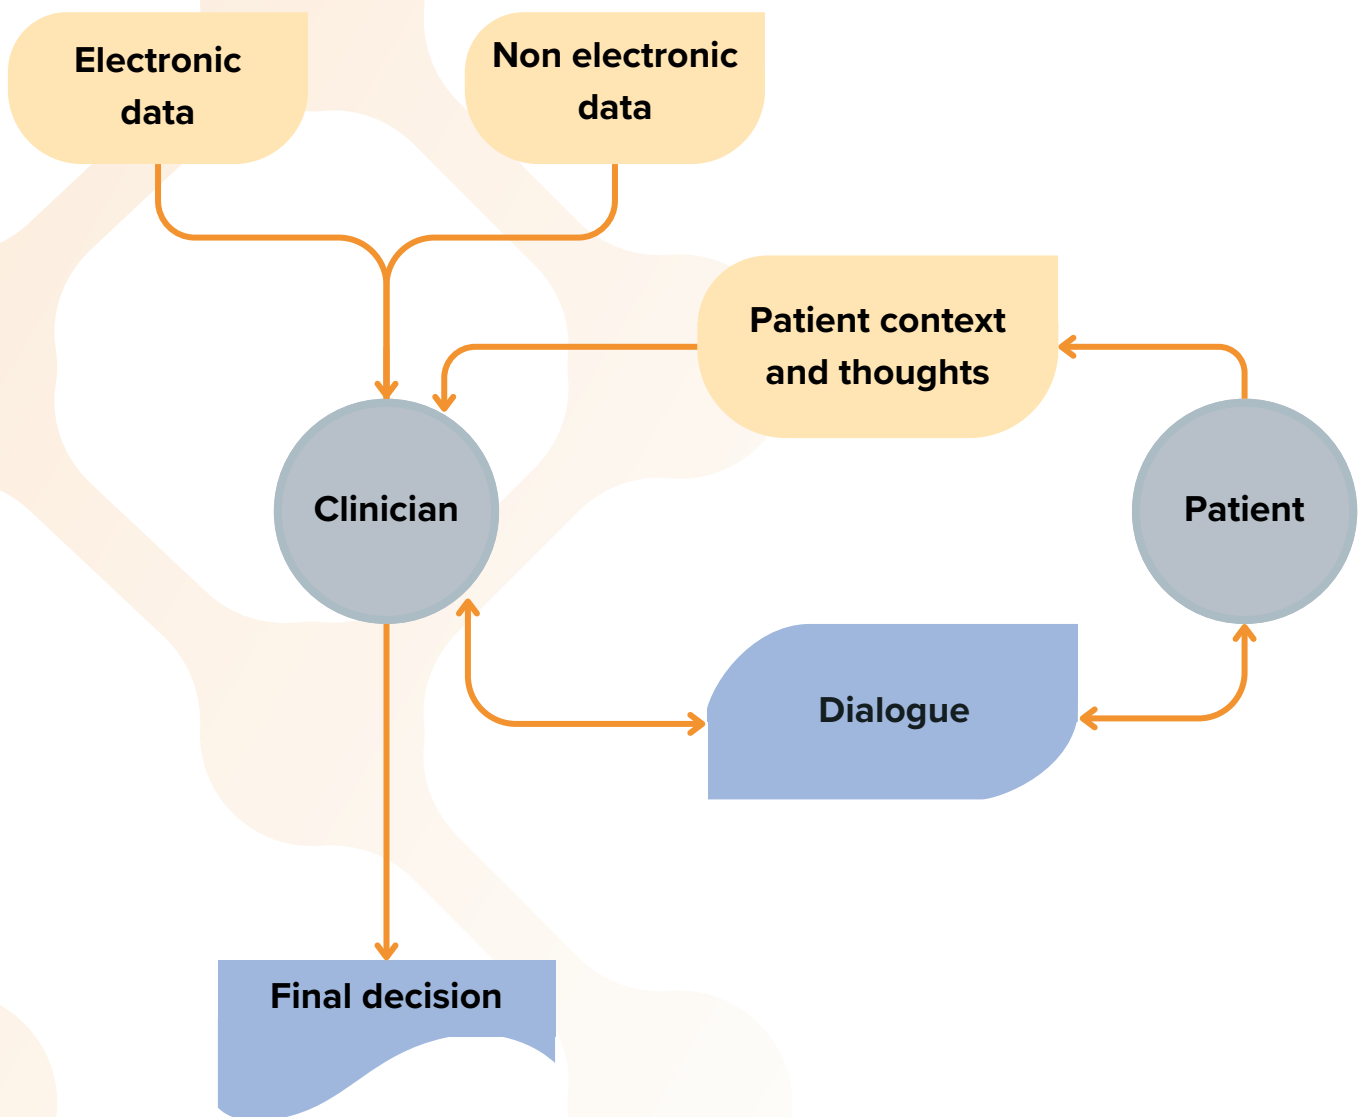 Electronic
data
Non electronic
data
Patient context
and thoughts
Clinician
Patient
Dialogue
Final decision